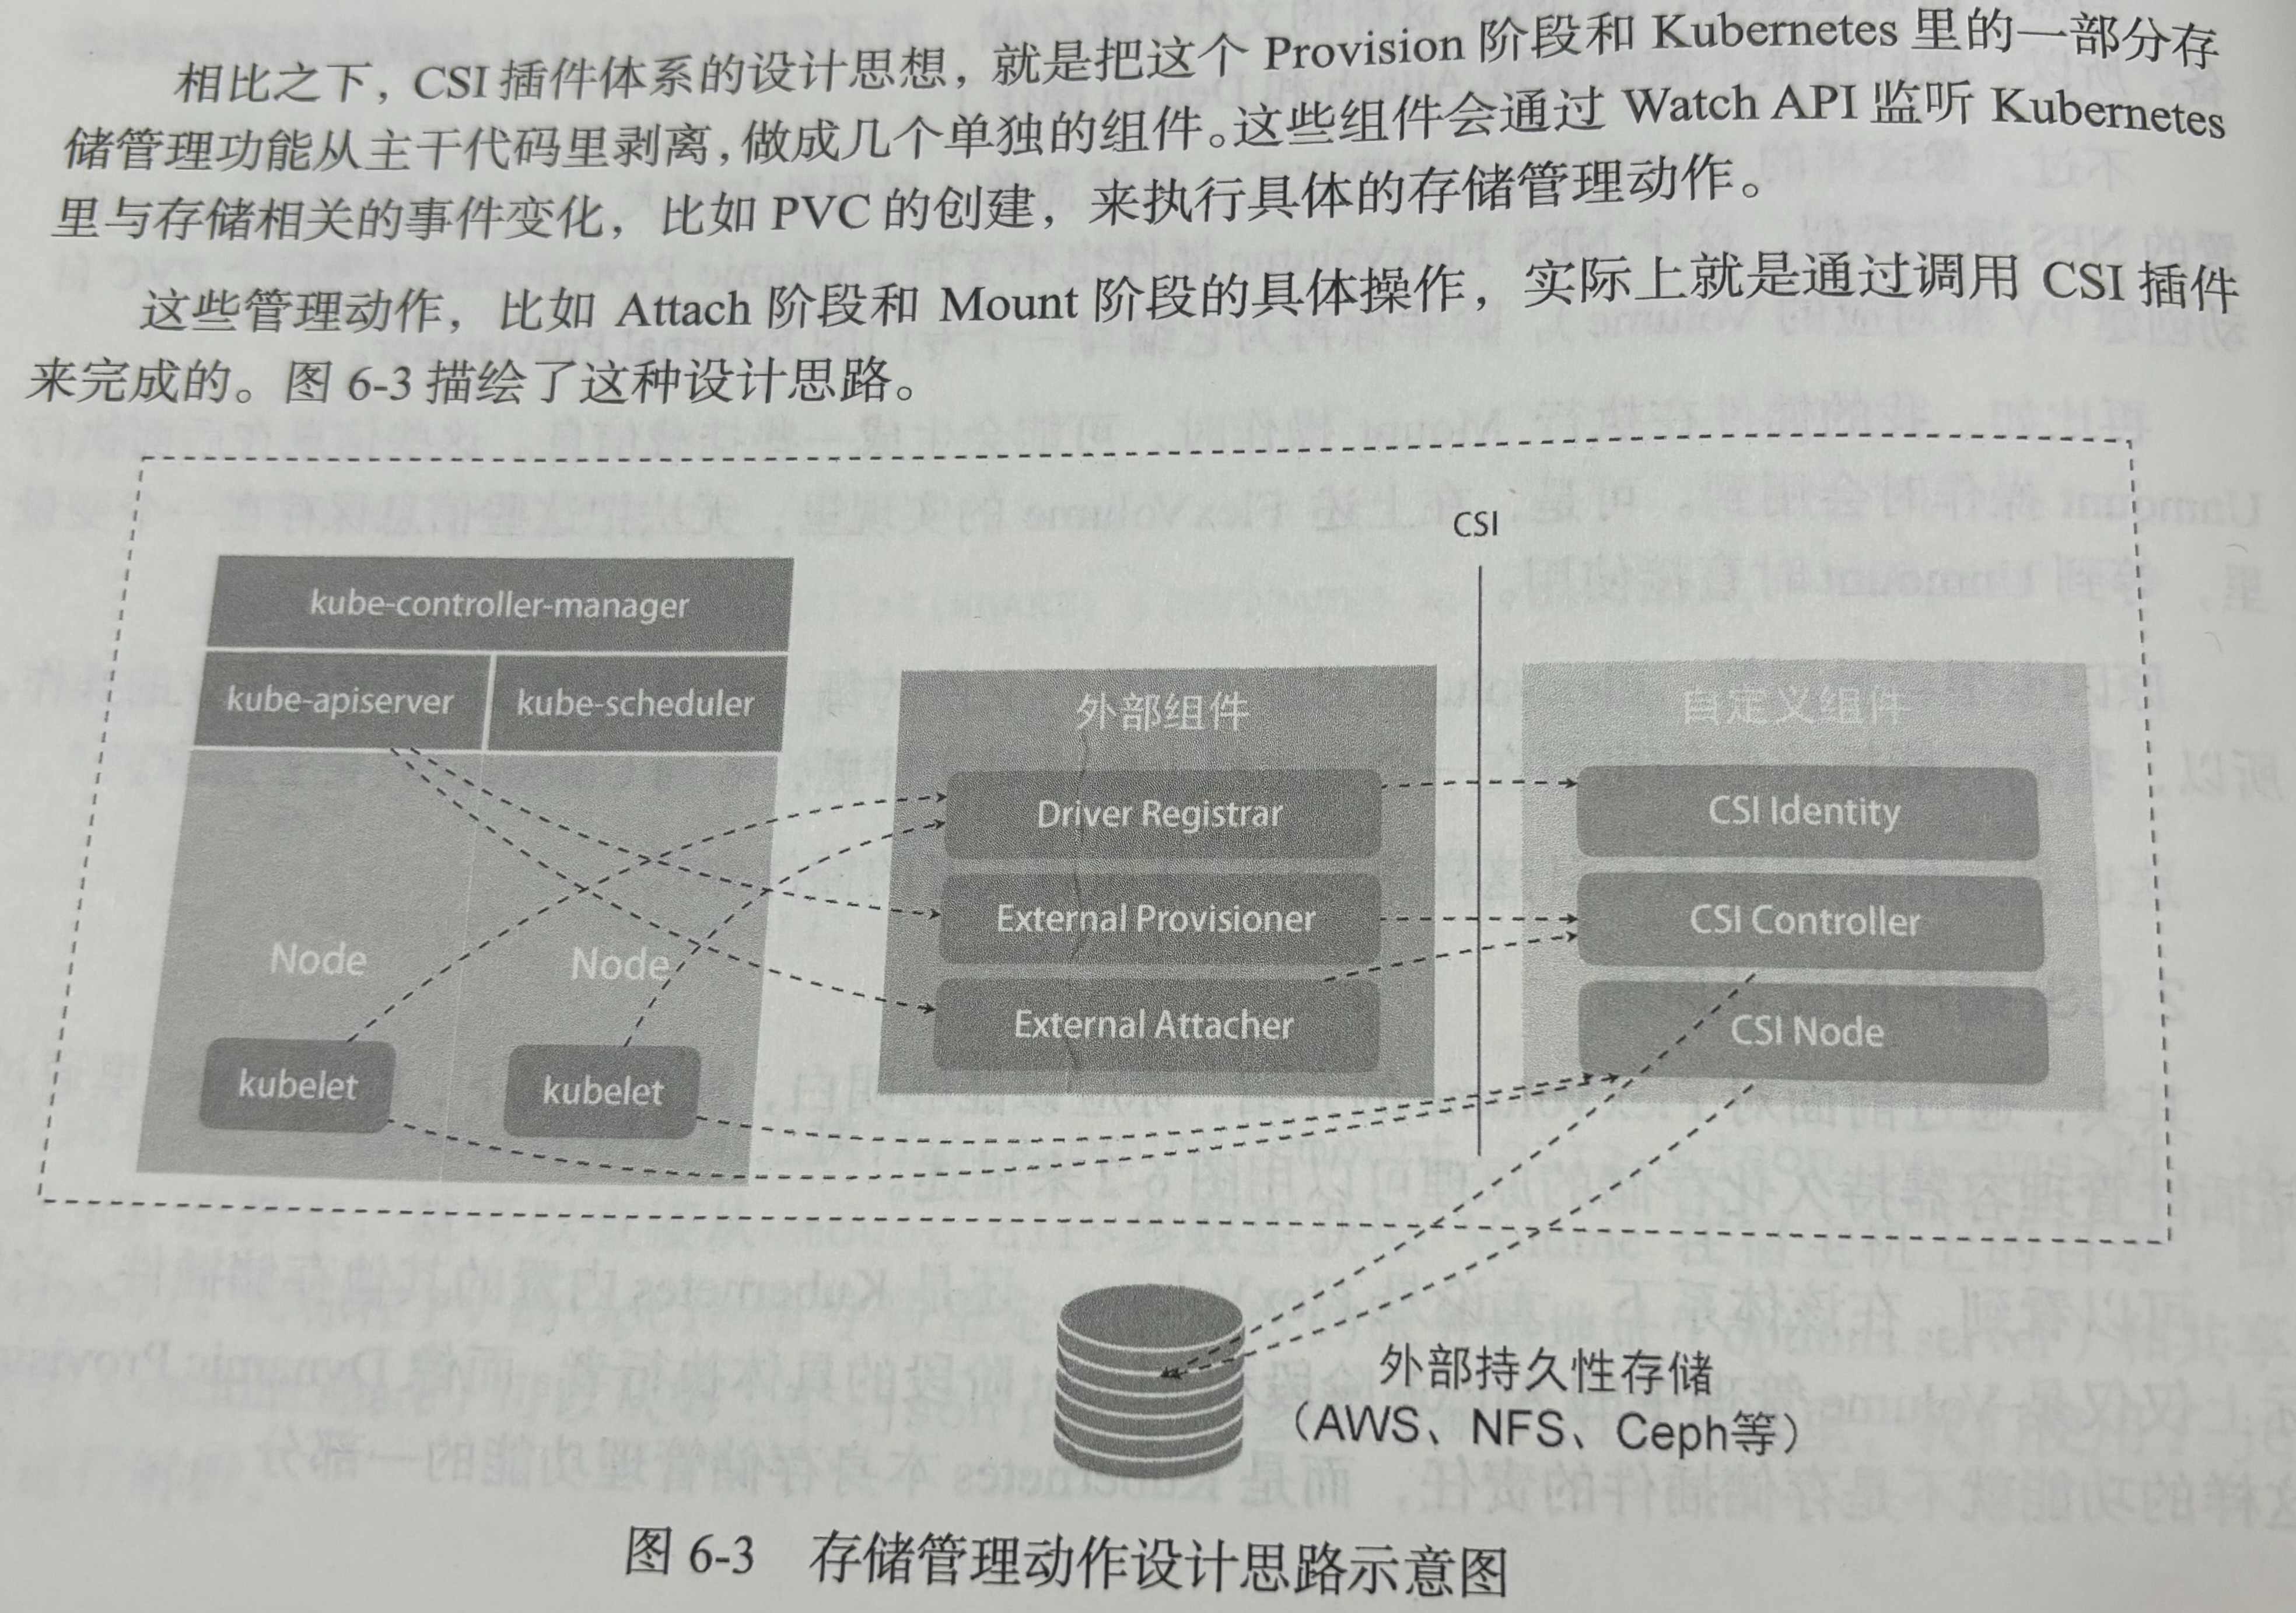 相比之下，CSI 插件体系的设计思想，就是把这个 Provision 阶段和 Kubernetes 里的一部分存
储管理功能从主干代码里剥离，做成几个单独的组件。这些组件会通过 Watch API 监听 Kubernetes
里与存储相关的事件变化，比如 PVC 的创建，来执行具体的存储管理动作。
这些管理动作，比如 Attach 阶段和 Mount 阶段的具体操作，实际上就是通过调用 CSI 插件
来完成的。图 6-3 描绘了这种设计思路。
CSI
kube-controller-manager
kube-apiserver
kube-scheduler
Node
Node
kubelet
kubelet
外部组件
Driver Registrar
External Provisioner
External Attacher
自定义组件
CSI Identity
CSI Controller
CSI Node
外部持久性存储
（AWS、NFS、Ceph等）
图 6-3　存储管理动作设计思路示意图